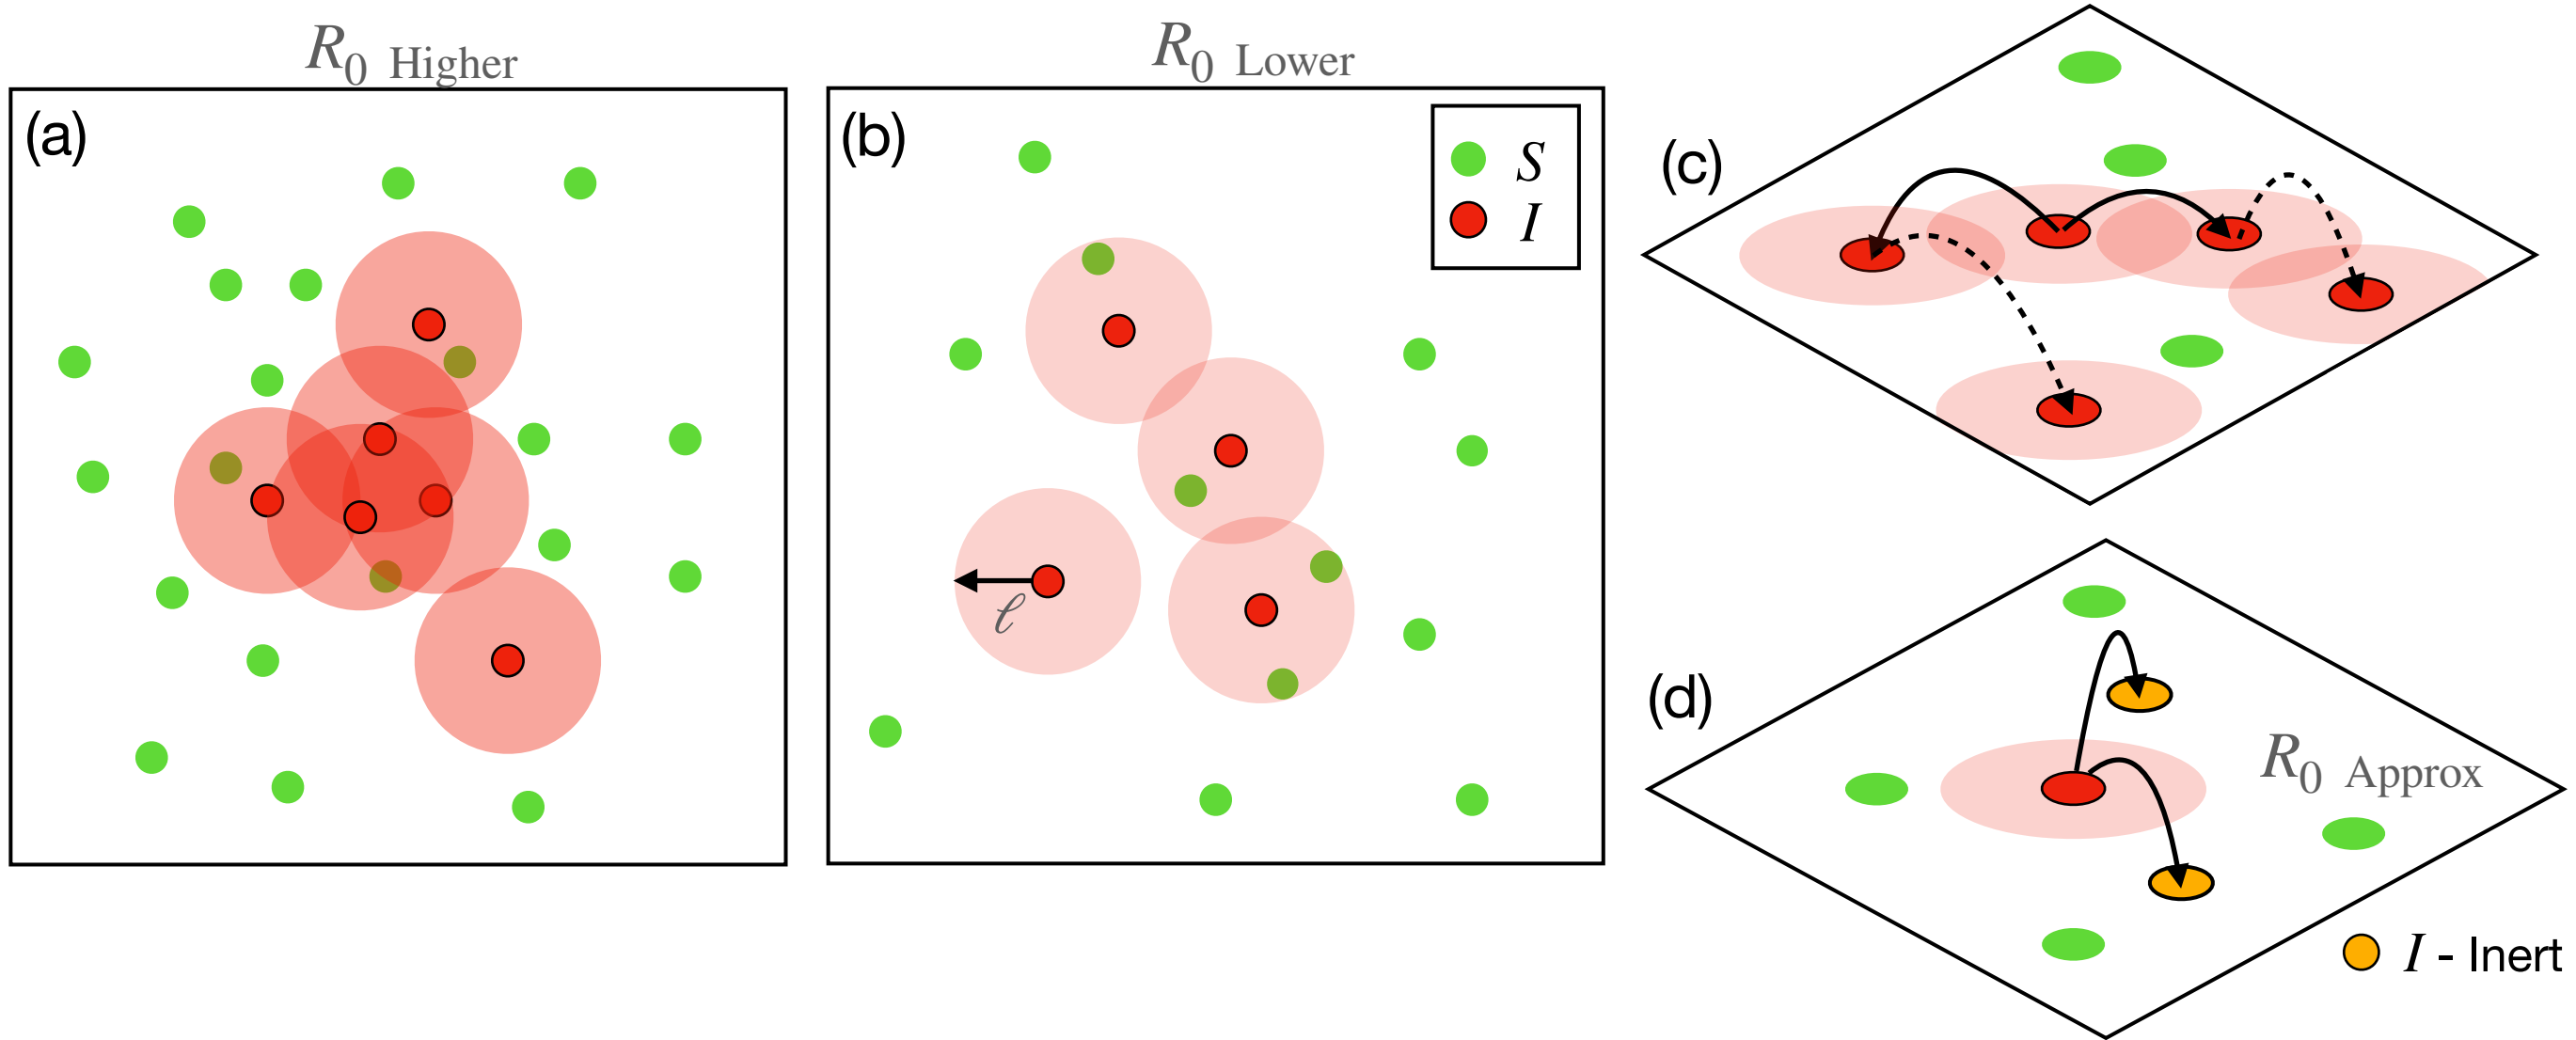 R₀ Higher
(a)
R₀ Lower
(b)
S
I
ℓ
(c)
(d)
R₀ Approx
I - Inert